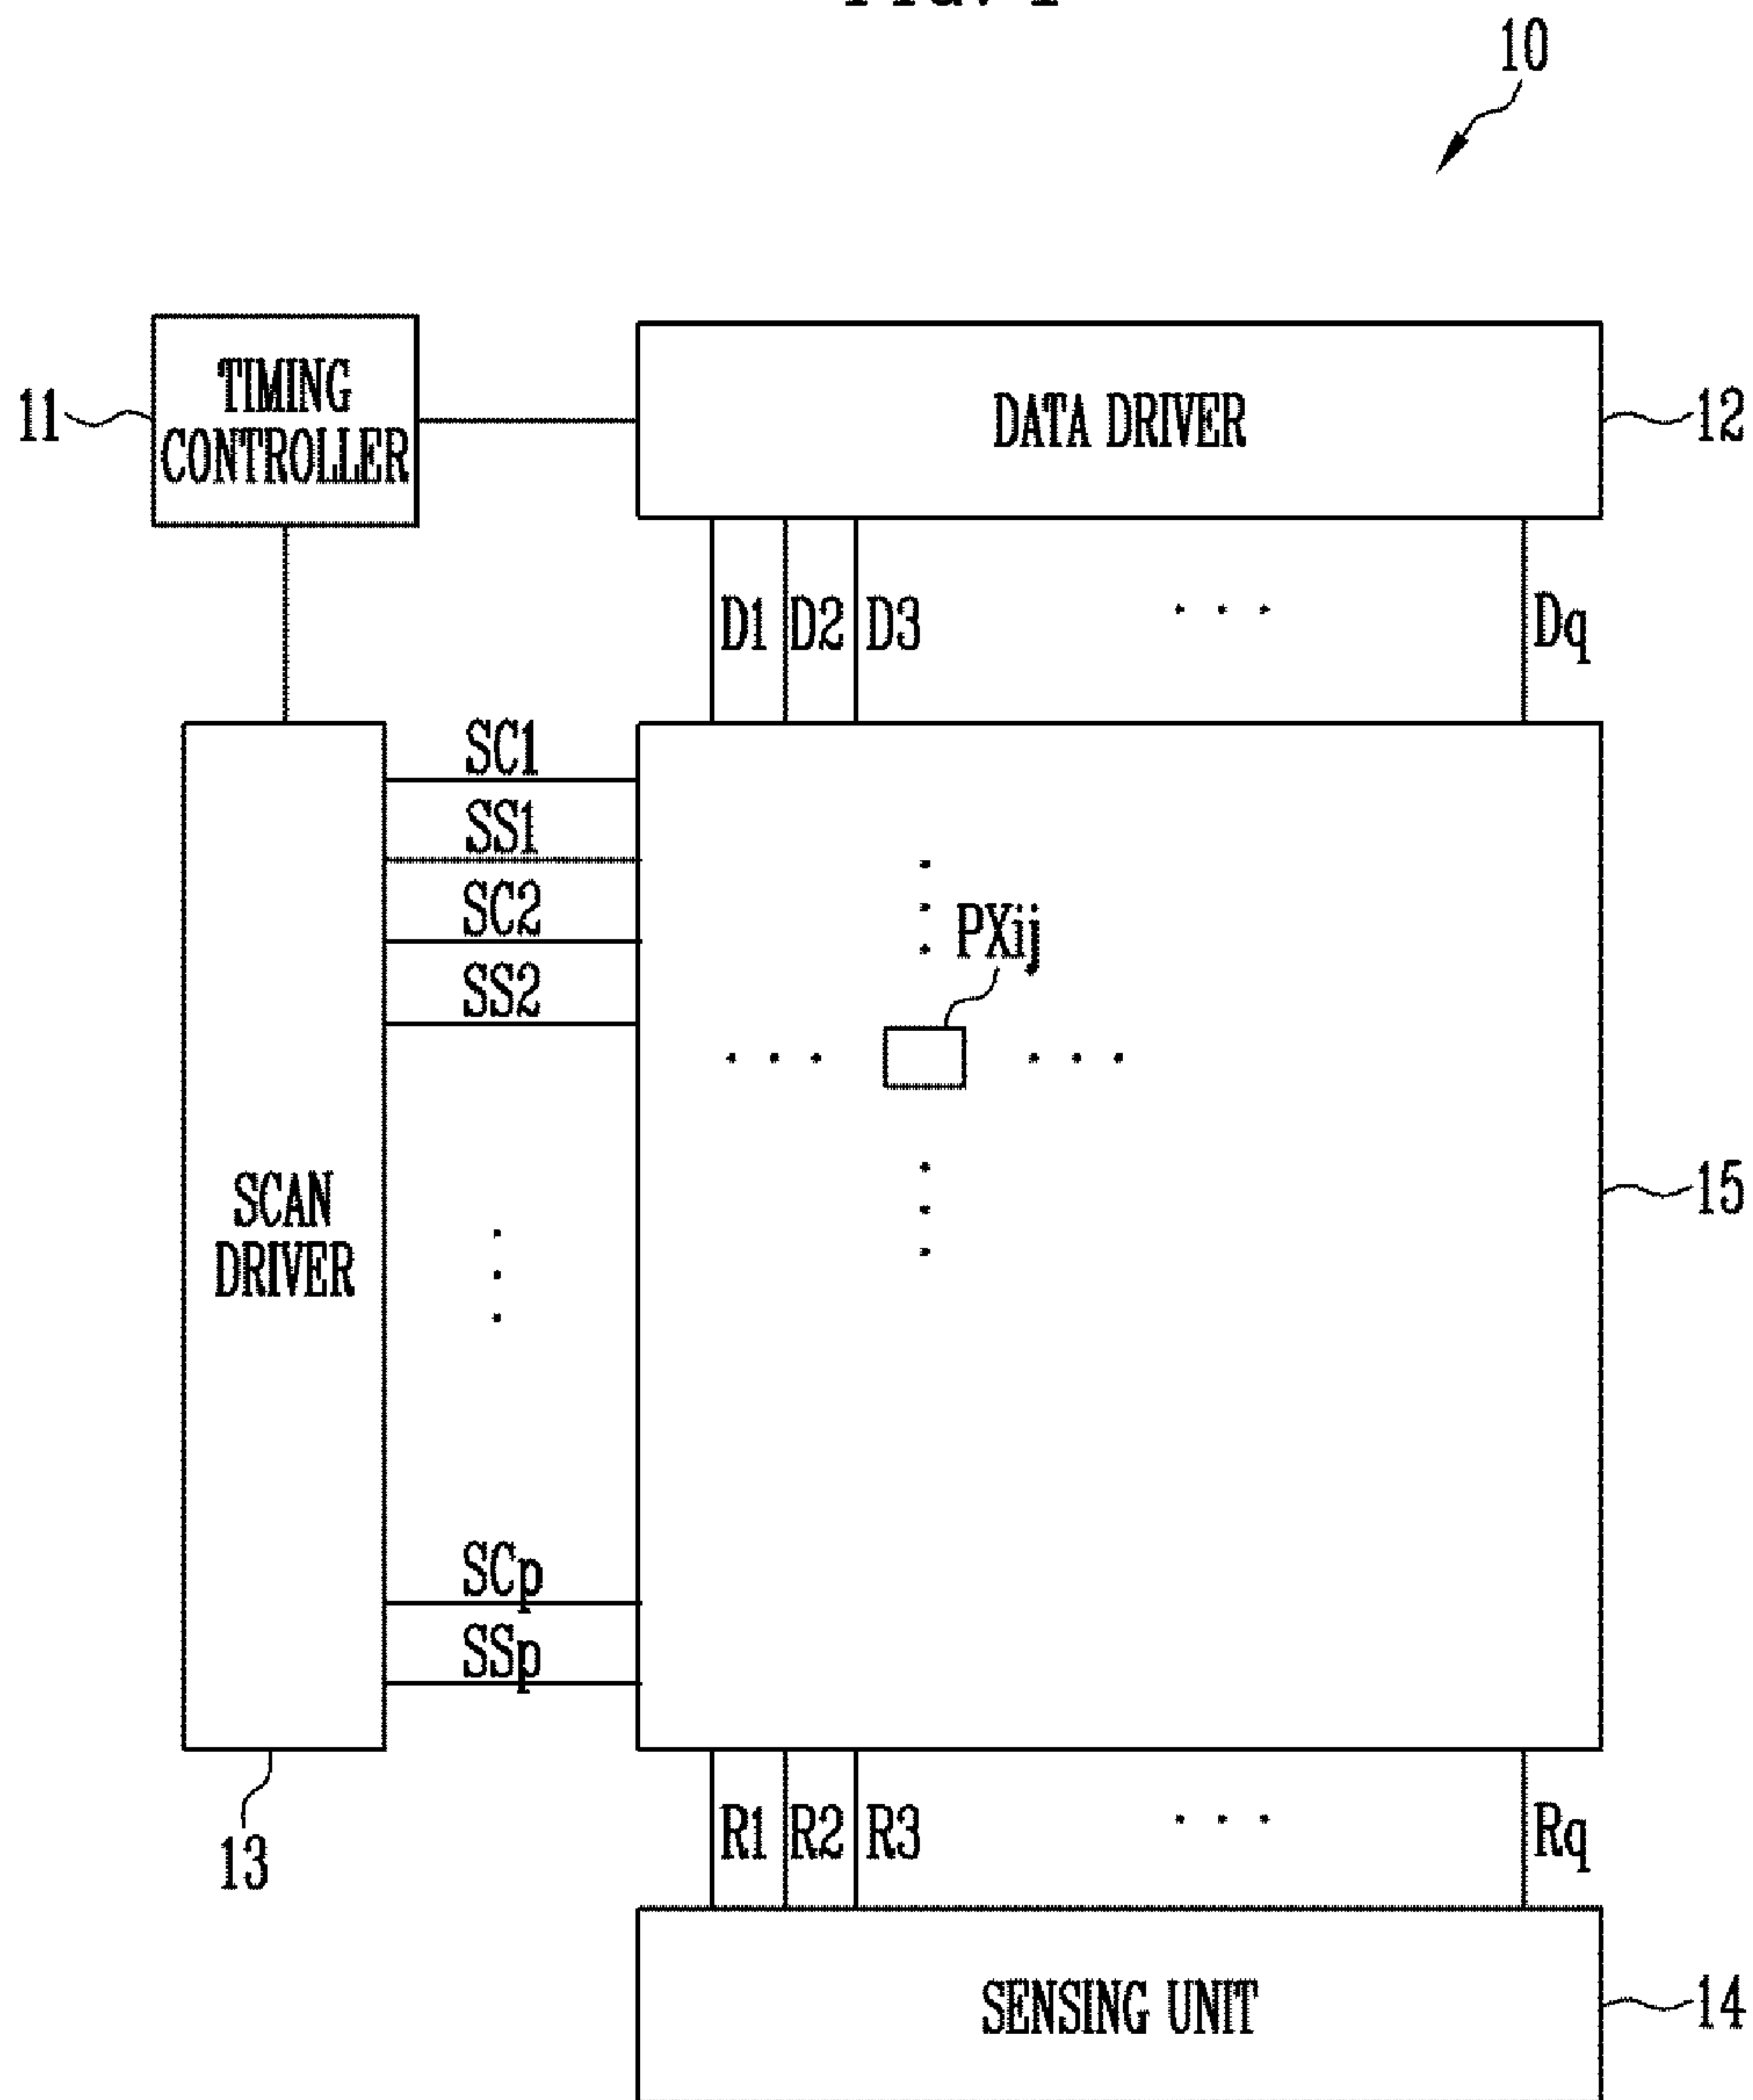 10
11
TIMING
CONTROLLER
DATA DRIVER
12
D1 D2 D3 . . . Dq
SC1
SS1
SC2
SS2
PXij
SCAN
DRIVER
15
SCp
SSp
13
R1 R2 R3 . . . Rq
SENSING UNIT
14